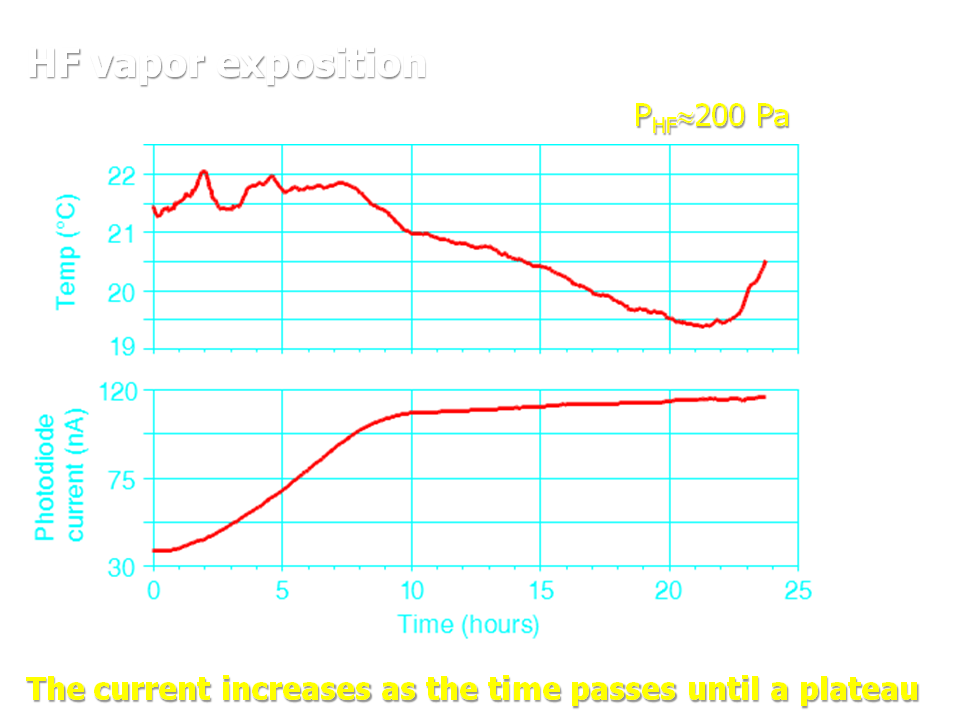 HF vapor exposition
PHF≈200 Pa
22
21
20
19
Temp (°C)
120
75
30
Photodiode
current (nA)
0 5 10 15 20 25
Time (hours)
The current increases as the time passes until a plateau